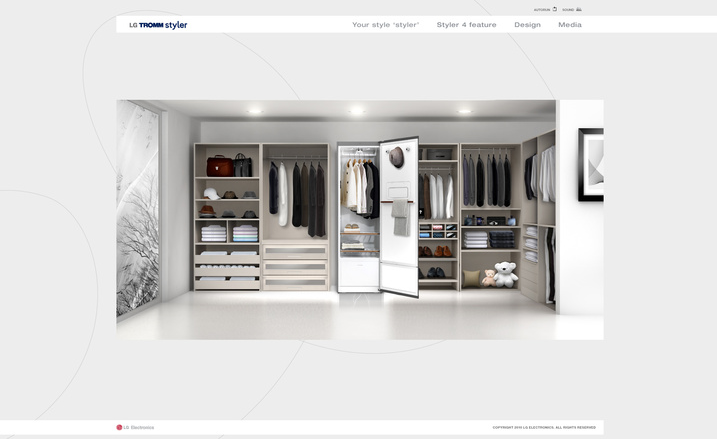 AUTORUN SOUND
LG TROMM styler
Your style "styler" Styler 4 feature Design Media
LG Electronics
COPYRIGHT 2010 LG ELECTRONICS. ALL RIGHTS RESERVED